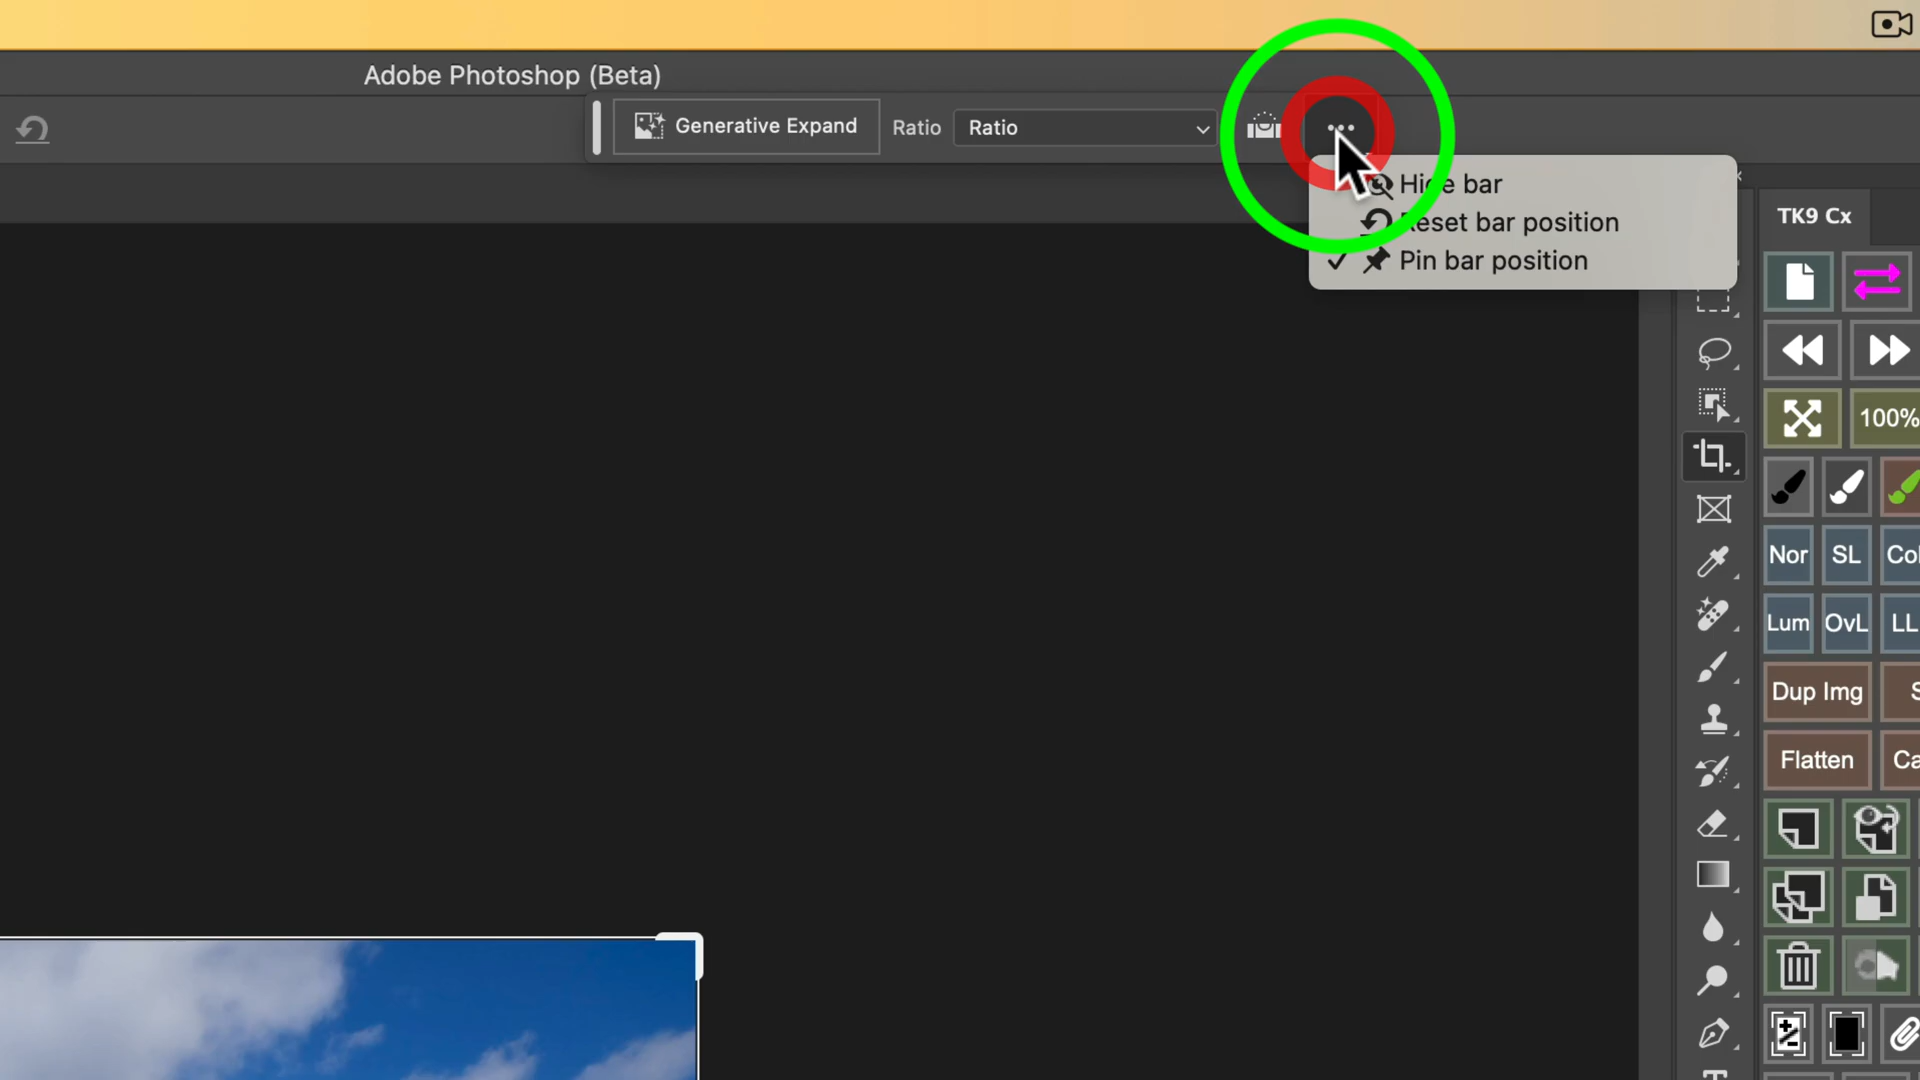 Adobe Photoshop (Beta)
Generative Expand
Ratio
Ratio
Hide bar
Reset bar position
Pin bar position
TK9 Cx
100%
Nor
SL
Col
Lum
OvL
LL
Dup Img
S
Flatten
Ca